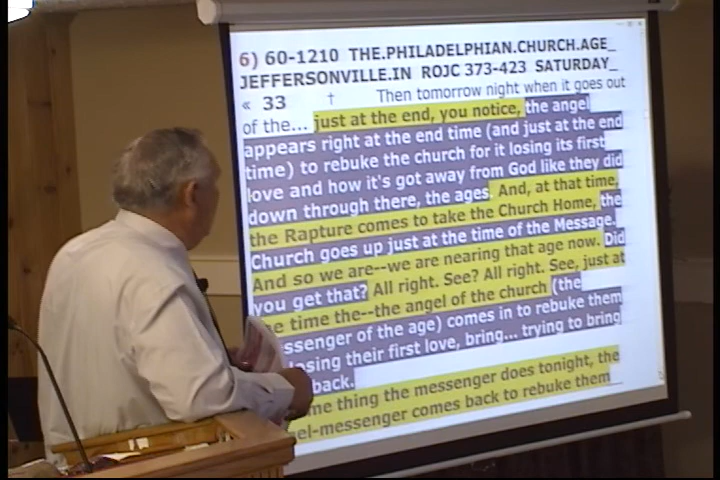 6) 60-1210 THE.PHILADELPHIAN.CHURCH.AGE_
JEFFERSONVILLE.IN ROJC 373-423 SATURDAY_
« 33 † Then tomorrow night when it goes out
of the... just at the end, you notice, the angel
appears right at the end time (and just at the end
time) to rebuke the church for it losing its first
love and how it's got away from God like they did
down through there, the ages. And, at that time,
the Rapture comes to take the Church Home, the
Church goes up just at the time of the Message.
And so we are--we are nearing that age now. Did
you get that? All right. See? All right. See, just at
time the--the angel of the church (the
of the age) comes in to rebuke them
their first love, bring... trying to bring
back.
thing the messenger does tonight, the
comes back to rebuke them